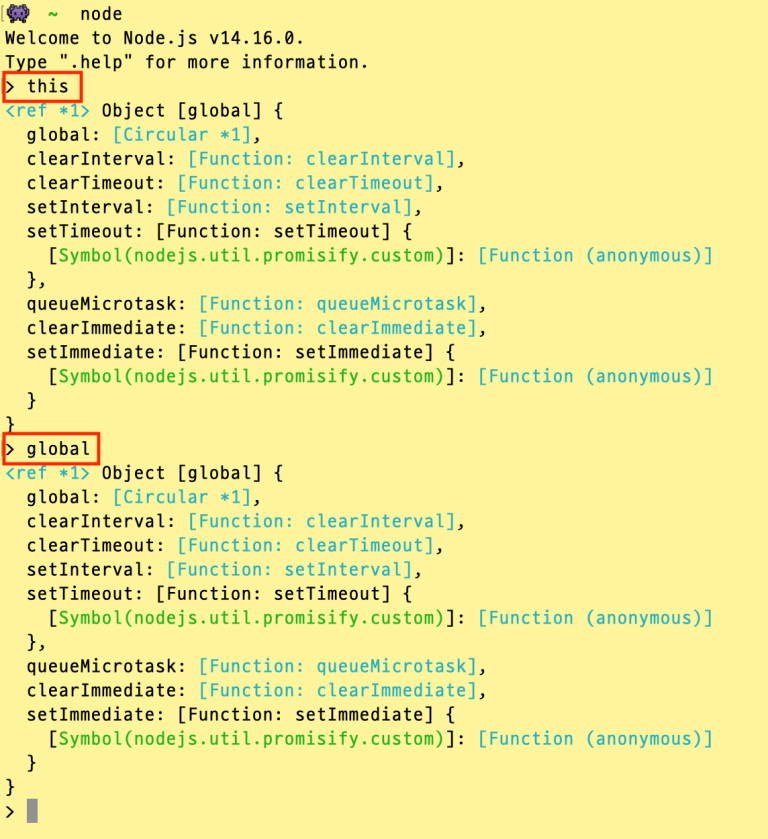 ~ node
Welcome to Node.js v14.16.0.
Type ".help" for more information.
> this
<ref *1> Object [global] {
  global: [Circular *1],
  clearInterval: [Function: clearInterval],
  clearTimeout: [Function: clearTimeout],
  setInterval: [Function: setInterval],
  setTimeout: [Function: setTimeout] {
    [Symbol(nodejs.util.promisify.custom)]: [Function (anonymous)]
  },
  queueMicrotask: [Function: queueMicrotask],
  clearImmediate: [Function: clearImmediate],
  setImmediate: [Function: setImmediate] {
    [Symbol(nodejs.util.promisify.custom)]: [Function (anonymous)]
  }
}
> global
<ref *1> Object [global] {
  global: [Circular *1],
  clearInterval: [Function: clearInterval],
  clearTimeout: [Function: clearTimeout],
  setInterval: [Function: setInterval],
  setTimeout: [Function: setTimeout] {
    [Symbol(nodejs.util.promisify.custom)]: [Function (anonymous)]
  },
  queueMicrotask: [Function: queueMicrotask],
  clearImmediate: [Function: clearImmediate],
  setImmediate: [Function: setImmediate] {
    [Symbol(nodejs.util.promisify.custom)]: [Function (anonymous)]
  }
}
>